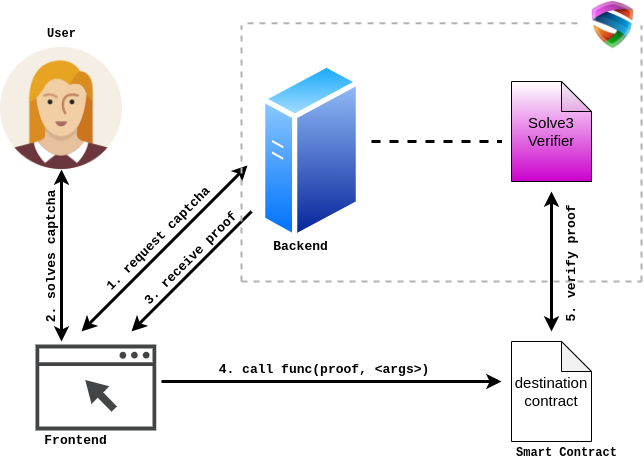 User
Solve3
Verifier
1. request captcha
2. solves captcha
3. receive proof
Backend
5. verify proof
4. call func(proof, <args>)
destination
contract
Frontend
Smart Contract